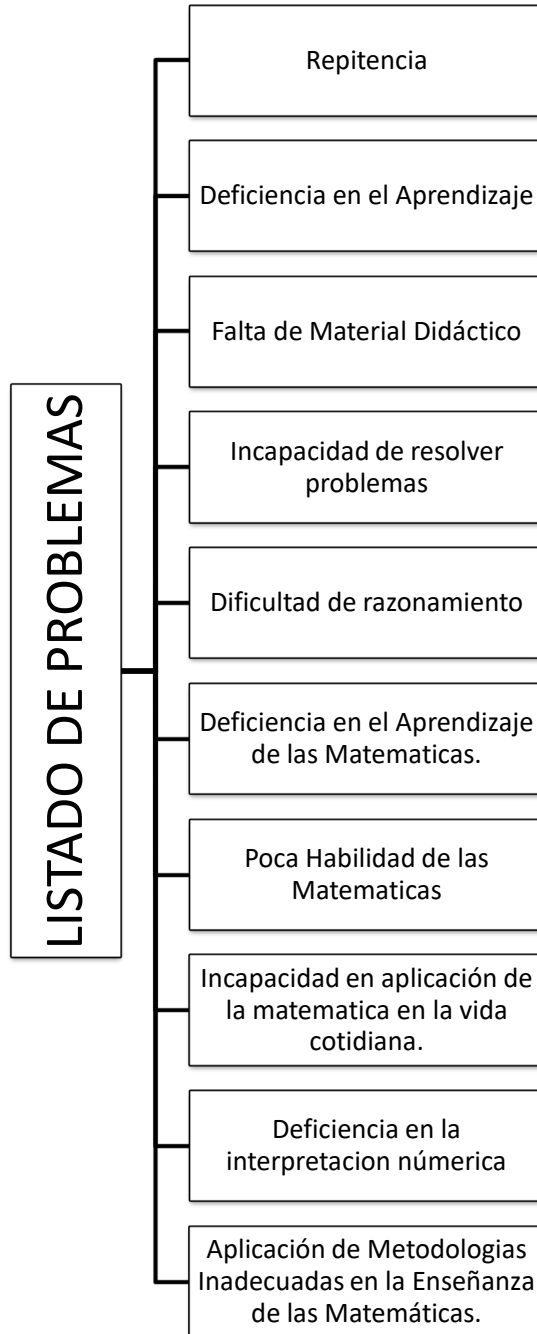 LISTADO DE PROBLEMAS
Repitencia
Deficiencia en el Aprendizaje
Falta de Material Didáctico
Incapacidad de resolver
problemas
Dificultad de razonamiento
Deficiencia en el Aprendizaje
de las Matematicas.
Poca Habilidad de las
Matematicas
Incapacidad en aplicación de
la matematica en la vida
cotidiana.
Deficiencia en la
interpretacion númerica
Aplicación de Metodologias
Inadecuadas en la Enseñanza
de las Matemáticas.